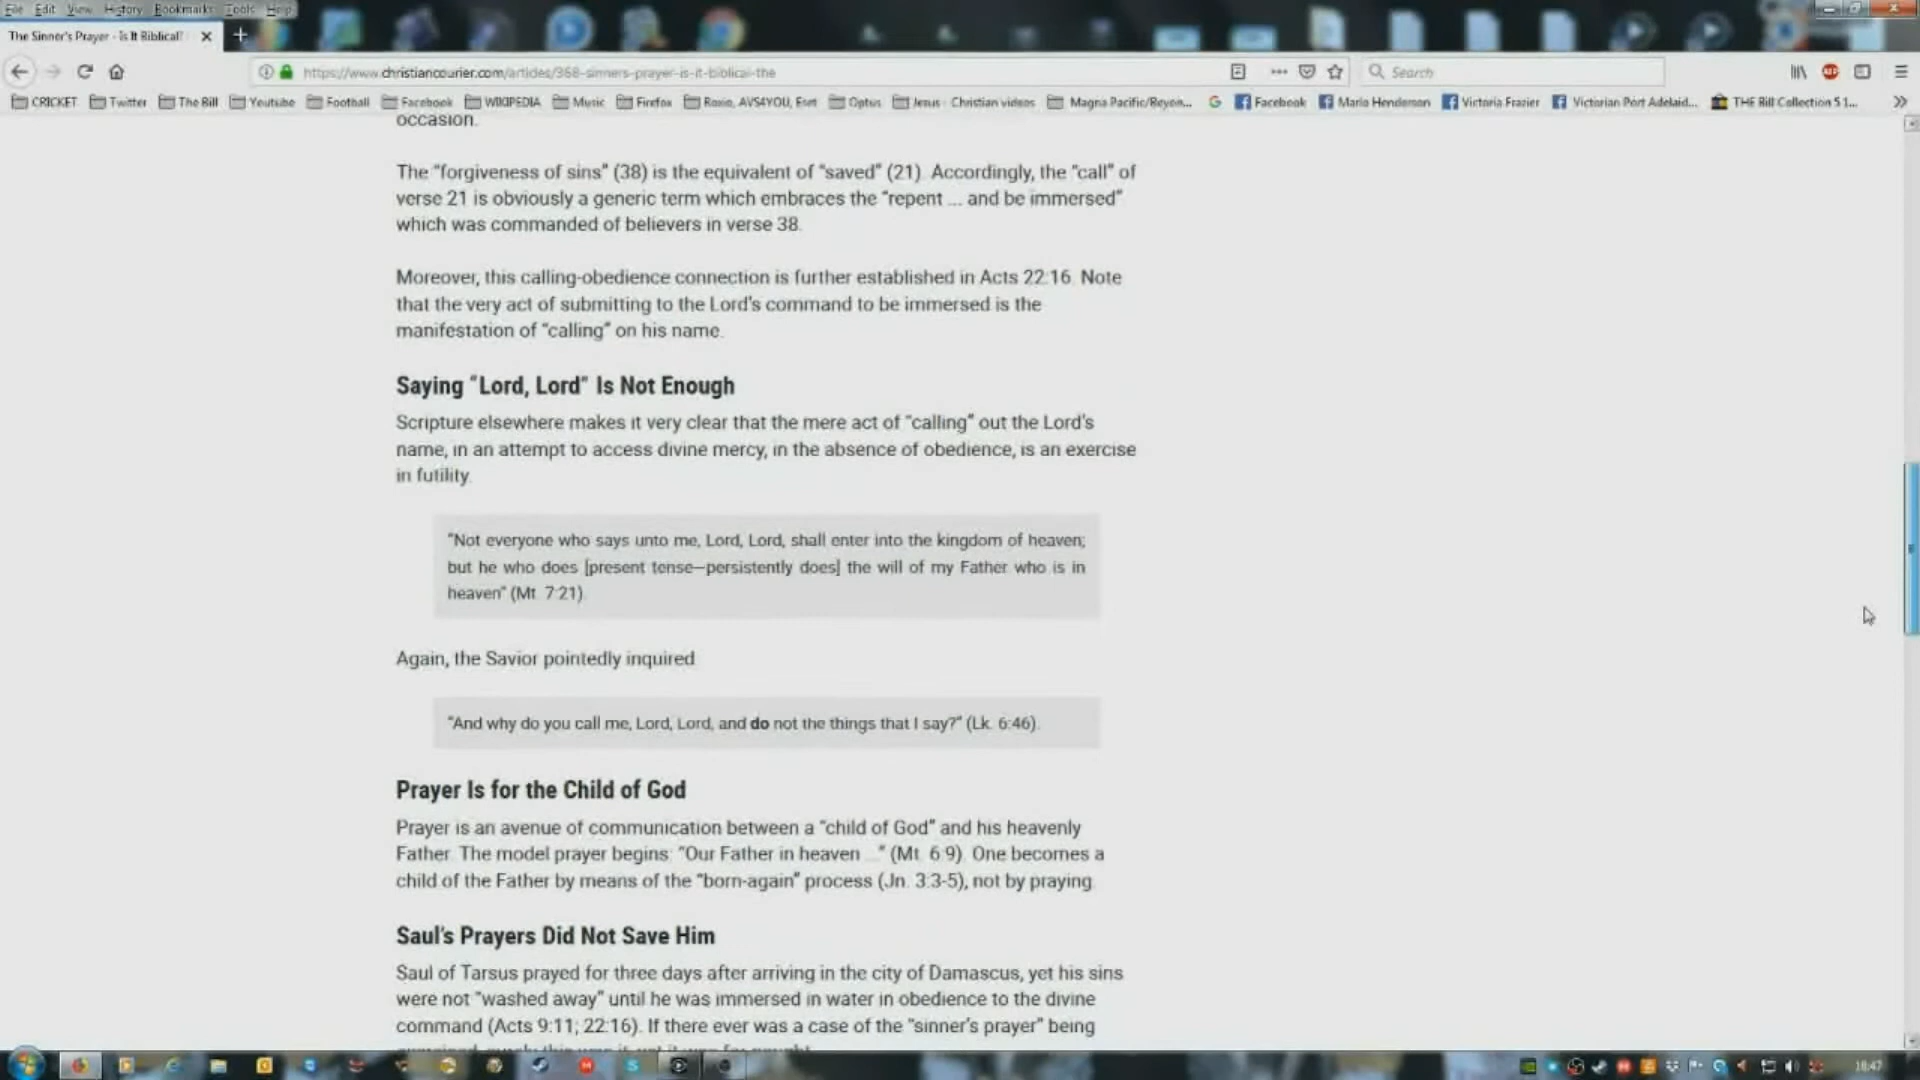 File Edit View History Bookmarks Tools Help
The Sinner's Prayer - Is It Biblical?
https://www.christiancourier.com/articles/368-sinners-prayer-is-it-biblical-the
Search
CRICKET Twitter The Bill Youtube Football Facebook WIKIPEDIA Music Firefox Roxio, AVS4YOU, Eset Optus Jesus - Christian videos Magna Pacific/Beyon... Facebook Maria Henderson Victoria Frazier Victorian Port Adelaid... THE Bill Collection 5 1...
occasion.
The “forgiveness of sins” (38) is the equivalent of “saved” (21). Accordingly, the “call” of
verse 21 is obviously a generic term which embraces the “repent ... and be immersed”
which was commanded of believers in verse 38.
Moreover, this calling-obedience connection is further established in Acts 22:16. Note
that the very act of submitting to the Lord’s command to be immersed is the
manifestation of “calling” on his name.
Saying “Lord, Lord” Is Not Enough
Scripture elsewhere makes it very clear that the mere act of “calling” out the Lord’s
name, in an attempt to access divine mercy, in the absence of obedience, is an exercise
in futility.
“Not everyone who says unto me, Lord, Lord, shall enter into the kingdom of heaven;
but he who does [present tense—persistently does] the will of my Father who is in
heaven” (Mt. 7:21).
Again, the Savior pointedly inquired
“And why do you call me, Lord, Lord, and do not the things that I say?” (Lk. 6:46).
Prayer Is for the Child of God
Prayer is an avenue of communication between a “child of God” and his heavenly
Father. The model prayer begins: “Our Father in heaven ...” (Mt. 6:9). One becomes a
child of the Father by means of the “born-again” process (Jn. 3:3-5), not by praying.
Saul’s Prayers Did Not Save Him
Saul of Tarsus prayed for three days after arriving in the city of Damascus, yet his sins
were not “washed away” until he was immersed in water in obedience to the divine
command (Acts 9:11; 22:16). If there ever was a case of the “sinner’s prayer” being
18:47